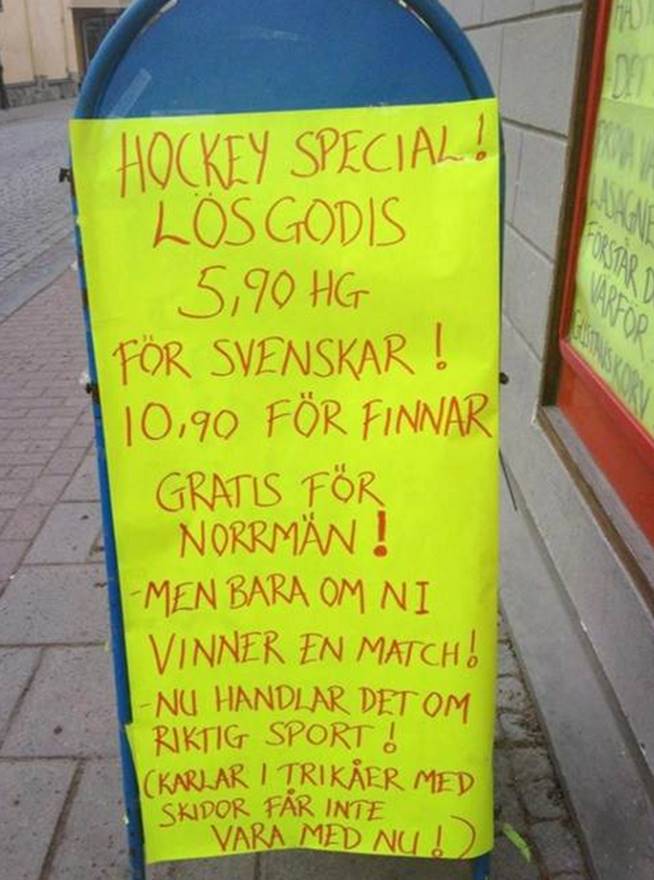 HOCKEY SPECIAL!
LÖSGODIS
5,90 HG
FÖR SVENSKAR!
10,90 FÖR FINNAR
GRATIS FÖR
NORRMÄN!
-MEN BARA OM NI
VINNER EN MATCH!
-NU HANDLAR DET OM
RIKTIG SPORT!
(KARLAR I TRIKÅER MED
SKIDOR FÅR INTE
VARA MED NU!)
LASAGNE
FÖRSTÅR D
VARFÖR